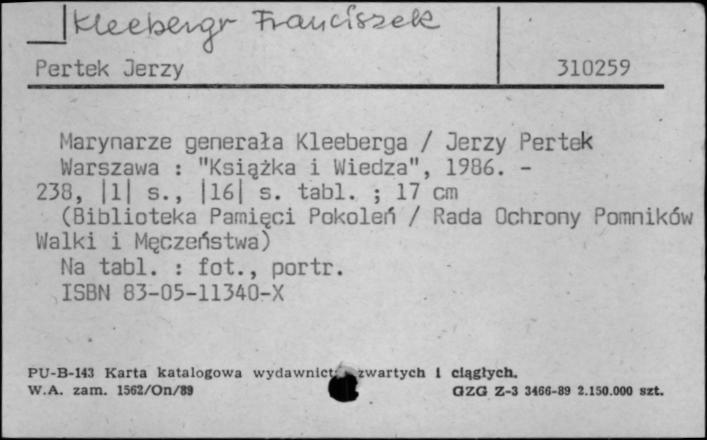 Kleeberg Franciszek
Pertek Jerzy 310259
Marynarze generała Kleeberga / Jerzy Pertek
Warszawa : "Książka i Wiedza", 1986. -
238, |1| s., |16| s. tabl. ; 17 cm
(Biblioteka Pamięci Pokoleń / Rada Ochrony Pomników
Walki i Męczeństwa)
Na tabl. : fot., portr.
ISBN 83-05-11340-X
PU-B-143 Karta katalogowa wydawnict zwartych i ciągłych.
W.A. zam. 1562/On/89 GZG Z-3 3466-89 2.150.000 szt.